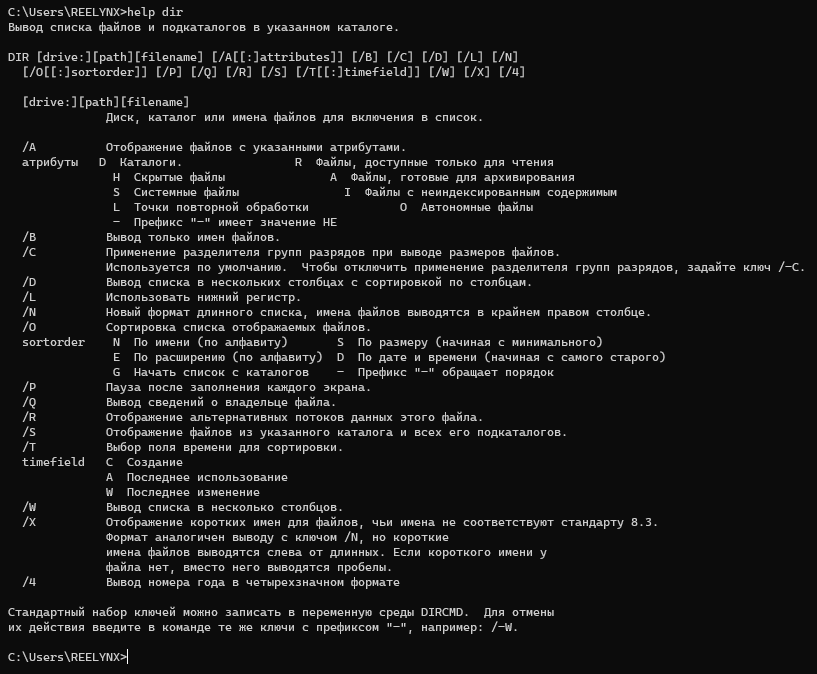 C:\Users\REELYNX>help dir
Вывод списка файлов и подкаталогов в указанном каталоге.

DIR [drive:][path][filename] [/A[[:]attributes]] [/B] [/C] [/D] [/L] [/N]
  [/O[[:]sortorder]] [/P] [/Q] [/R] [/S] [/T[[:]timefield]] [/W] [/X] [/4]

  [drive:][path][filename]
              Диск, каталог или имена файлов для включения в список.

  /A          Отображение файлов с указанными атрибутами.
  атрибуты   D  Каталоги.                R  Файлы, доступные только для чтения
               H  Скрытые файлы               A  Файлы, готовые для архивирования
               S  Системные файлы               I  Файлы с неиндексированным содержимым
               L  Точки повторной обработки             O  Автономные файлы
               -  Префикс "-" имеет значение НЕ
  /B          Вывод только имен файлов.
  /C          Применение разделителя групп разрядов при выводе размеров файлов.
              Используется по умолчанию.  Чтобы отключить применение разделителя групп разрядов, задайте ключ /-C.
  /D          Вывод списка в нескольких столбцах с сортировкой по столбцам.
  /L          Использовать нижний регистр.
  /N          Новый формат длинного списка, имена файлов выводятся в крайнем правом столбце.
  /O          Сортировка списка отображаемых файлов.
  sortorder    N  По имени (по алфавиту)       S  По размеру (начиная с минимального)
               E  По расширению (по алфавиту)  D  По дате и времени (начиная с самого старого)
               G  Начать список с каталогов    -  Префикс "-" обращает порядок
  /P          Пауза после заполнения каждого экрана.
  /Q          Вывод сведений о владельце файла.
  /R          Отображение альтернативных потоков данных этого файла.
  /S          Отображение файлов из указанного каталога и всех его подкаталогов.
  /T          Выбор поля времени для сортировки.
  timefield   C  Создание
              A  Последнее использование
              W  Последнее изменение
  /W          Вывод списка в несколько столбцов.
  /X          Отображение коротких имен для файлов, чьи имена не соответствуют стандарту 8.3.
              Формат аналогичен выводу с ключом /N, но короткие
              имена файлов выводятся слева от длинных. Если короткого имени у
              файла нет, вместо него выводятся пробелы.
  /4          Вывод номера года в четырехзначном формате

Стандартный набор ключей можно записать в переменную среды DIRCMD.  Для отмены
их действия введите в команде те же ключи с префиксом "-", например: /-W.

C:\Users\REELYNX>